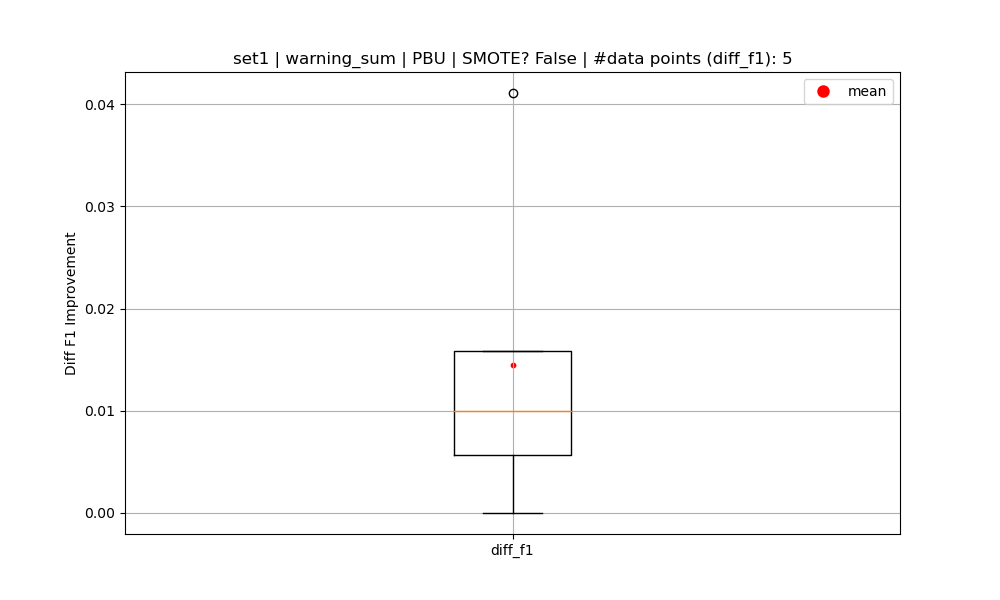 set1 | warning_sum | PBU | SMOTE? False | #data points (diff_f1): 5
mean
0.04
0.03
0.02
0.01
0.00
Diff F1 Improvement
diff_f1